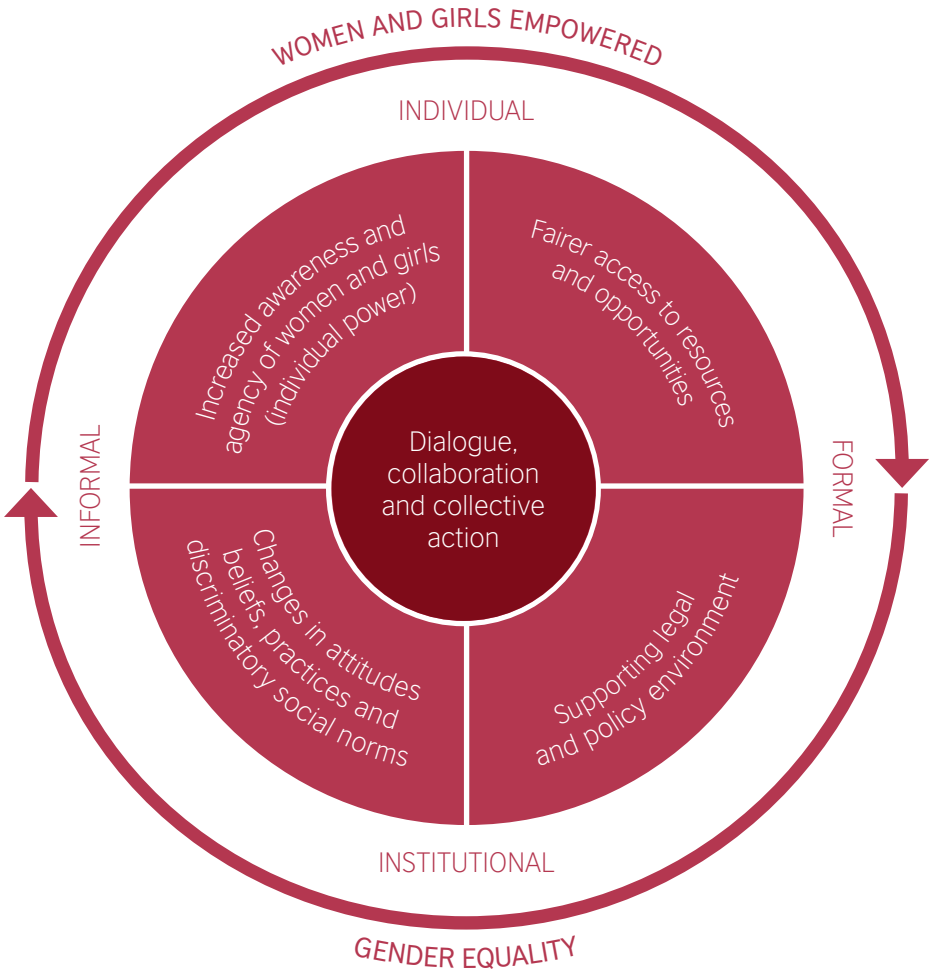 WOMEN AND GIRLS EMPOWERED
INDIVIDUAL
Increased awareness and
agency of women and girls
(individual power)
Fairer access to resources
and opportunities
INFORMAL
Dialogue,
collaboration
and collective
action
FORMAL
Changes in attitudes
beliefs, practices and
discriminatory social norms
Supporting legal
and policy environment
INSTITUTIONAL
GENDER EQUALITY